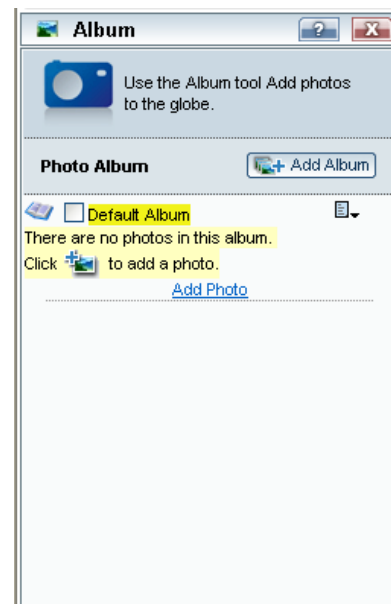 Album
?
X
Use the Album tool Add photos
to the globe.
Photo Album
Add Album
Default Album
There are no photos in this album.
Click to add a photo.
Add Photo